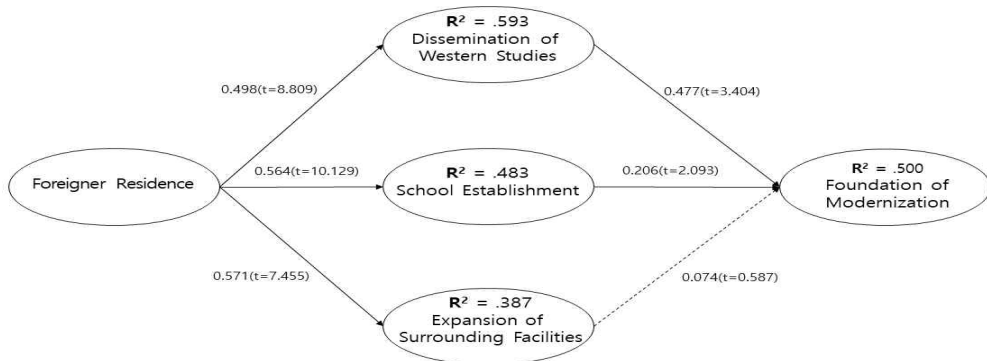 R² = .593
Dissemination of
Western Studies
0.498(t=8.809)
0.477(t=3.404)
Foreigner Residence
0.564(t=10.129)
R² = .483
School Establishment
0.206(t=2.093)
R² = .500
Foundation of
Modernization
0.571(t=7.455)
0.074(t=0.587)
R² = .387
Expansion of
Surrounding Facilities